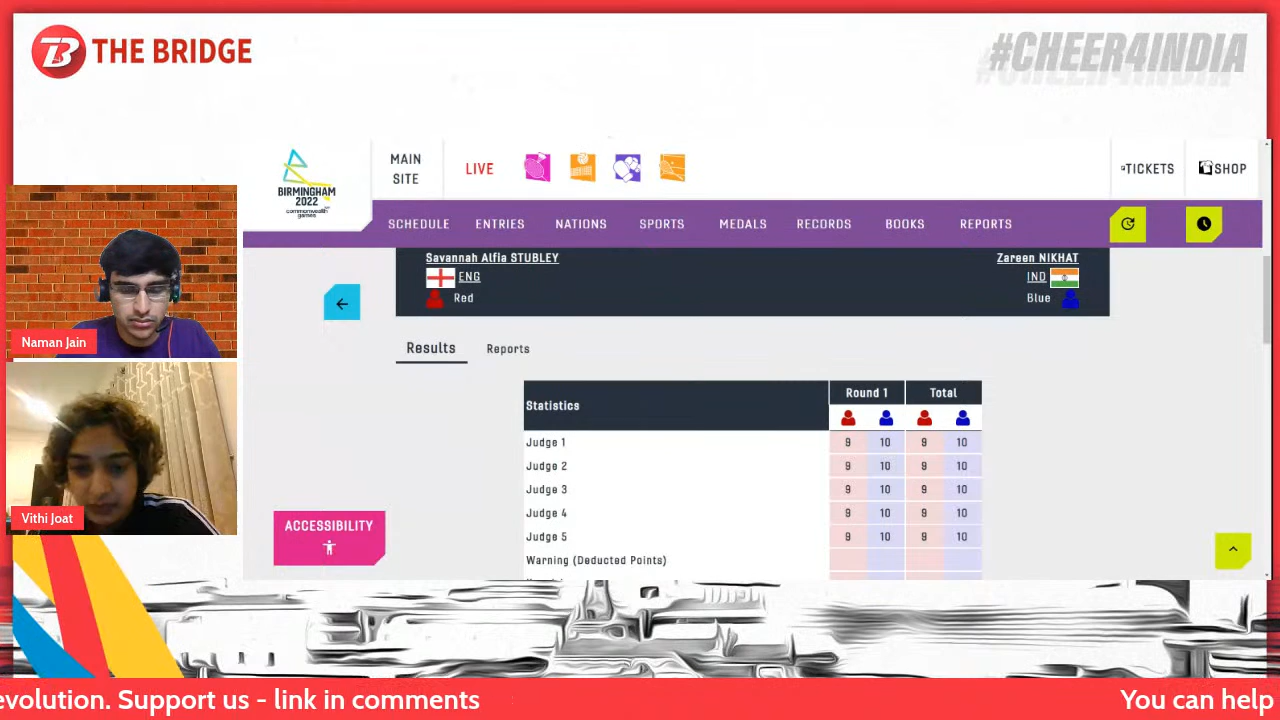 THE BRIDGE
#CHEER4INDIA
BIRMINGHAM
2022
commonwealth
games
MAIN
SITE
LIVE
TICKETS
SHOP
SCHEDULE ENTRIES NATIONS SPORTS MEDALS RECORDS BOOKS REPORTS
Savannah Alfia STUBLEY
Zareen NIKHAT
ENG
IND
Red
Blue
Results Reports
Statistics Round 1 Total
Judge 1 9 10 9 10
Judge 2 9 10 9 10
Judge 3 9 10 9 10
Judge 4 9 10 9 10
Judge 5 9 10 9 10
Warning (Deducted Points)
ACCESSIBILITY
Naman Jain
Vithi Joat
evolution. Support us - link in comments
You can help